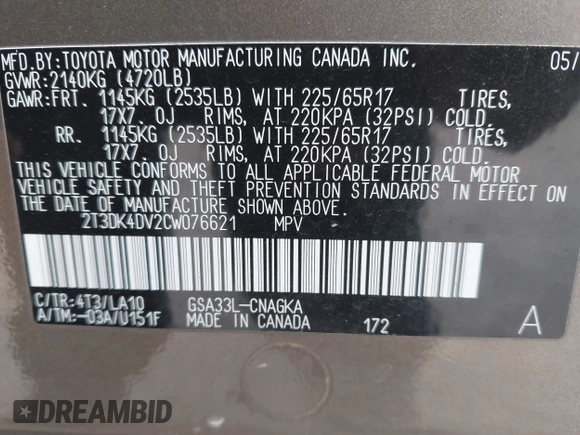 MFD.BY:TOYOTA MOTOR MANUFACTURING CANADA INC. 05/
GVWR:2140KG (4720LB)
GAWR:FRT. 1145KG (2535LB) WITH 225/65R17 TIRES,
17X7.0J RIMS, AT 220KPA (32PSI) COLD.
RR. 1145KG (2535LB) WITH 225/65R17 TIRES,
17X7.0J RIMS, AT 220KPA (32PSI) COLD.
THIS VEHICLE CONFORMS TO ALL APPLICABLE FEDERAL MOTOR
VEHICLE SAFETY AND THEFT PREVENTION STANDARDS IN EFFECT ON
THE DATE OF MANUFACTURE SHOWN ABOVE.
2T3DK4DV2CW076621 MPV
C/TR:4T3/LA10 GSA33L-CNAGKA
A/TM:-03A/U151F MADE IN CANADA 172 A
DREAMBID